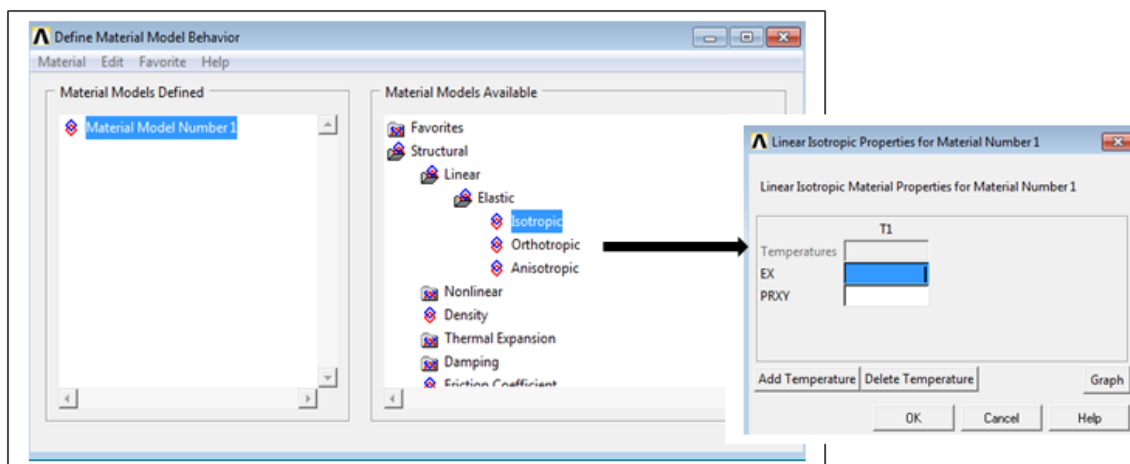 Define Material Model Behavior
Material Edit Favorite Help
Material Models Defined
Material Model Number 1
Material Models Available
Favorites
Structural
Linear
Elastic
Isotropic
Orthotropic
Anisotropic
Nonlinear
Density
Thermal Expansion
Damping
Friction Coefficient
Linear Isotropic Properties for Material Number 1
Linear Isotropic Material Properties for Material Number 1
T1
Temperatures
EX
PRXY
Add Temperature Delete Temperature Graph
OK Cancel Help